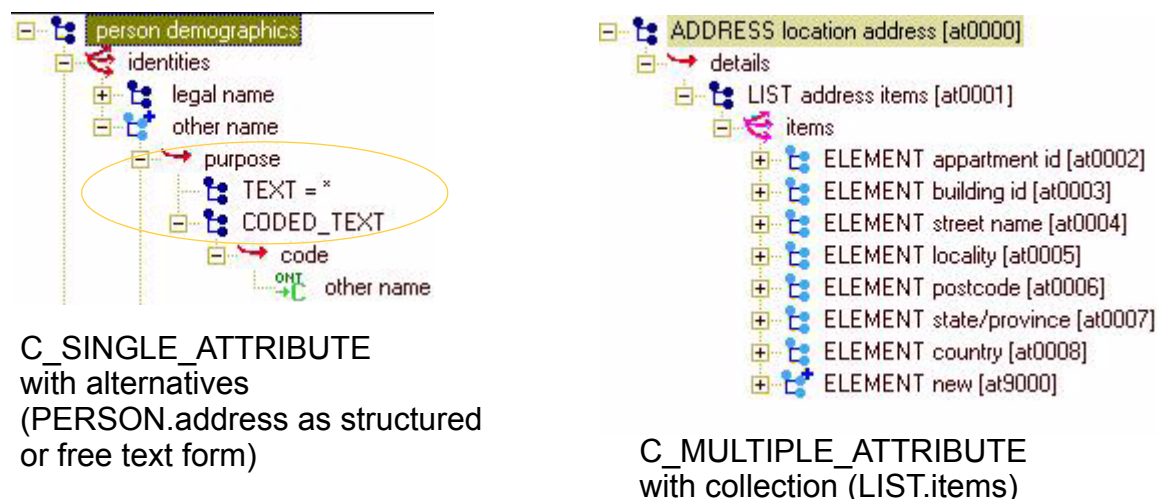 person demographics
identities
legal name
other name
purpose
TEXT = *
CODED_TEXT
code
ONT
C
other name
C_SINGLE_ATTRIBUTE
with alternatives
(PERSON.address as structured
or free text form)
ADDRESS location address [at0000]
details
LIST address items [at0001]
items
ELEMENT appartment id [at0002]
ELEMENT building id [at0003]
ELEMENT street name [at0004]
ELEMENT locality [at0005]
ELEMENT postcode [at0006]
ELEMENT state/province [at0007]
ELEMENT country [at0008]
ELEMENT new [at9000]
C_MULTIPLE_ATTRIBUTE
with collection (LIST.items)